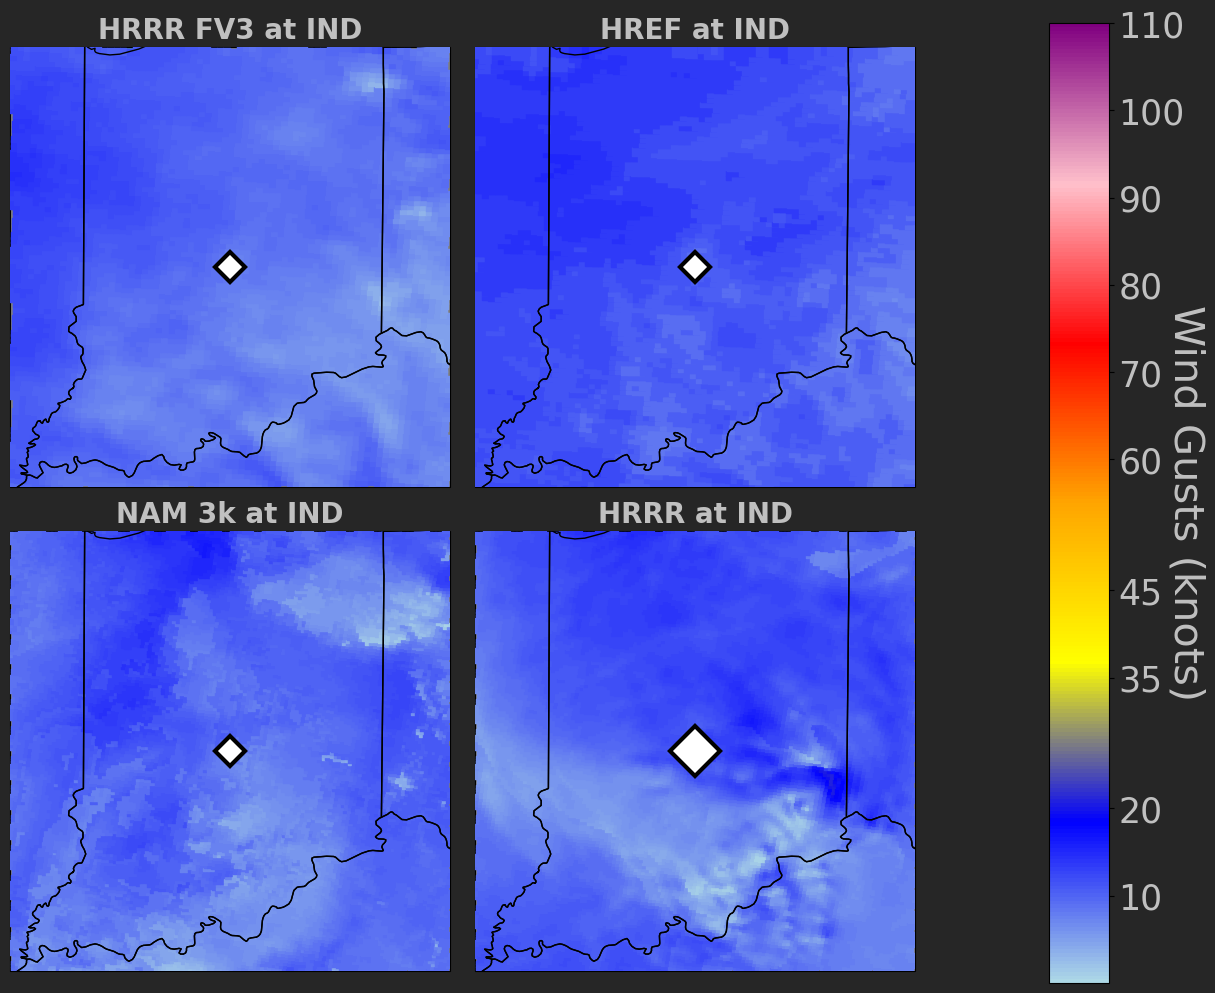 HRRR FV3 at IND
HREF at IND
NAM 3k at IND
HRRR at IND
110
100
90
80
70
60
45
35
20
10
Wind Gusts (knots)